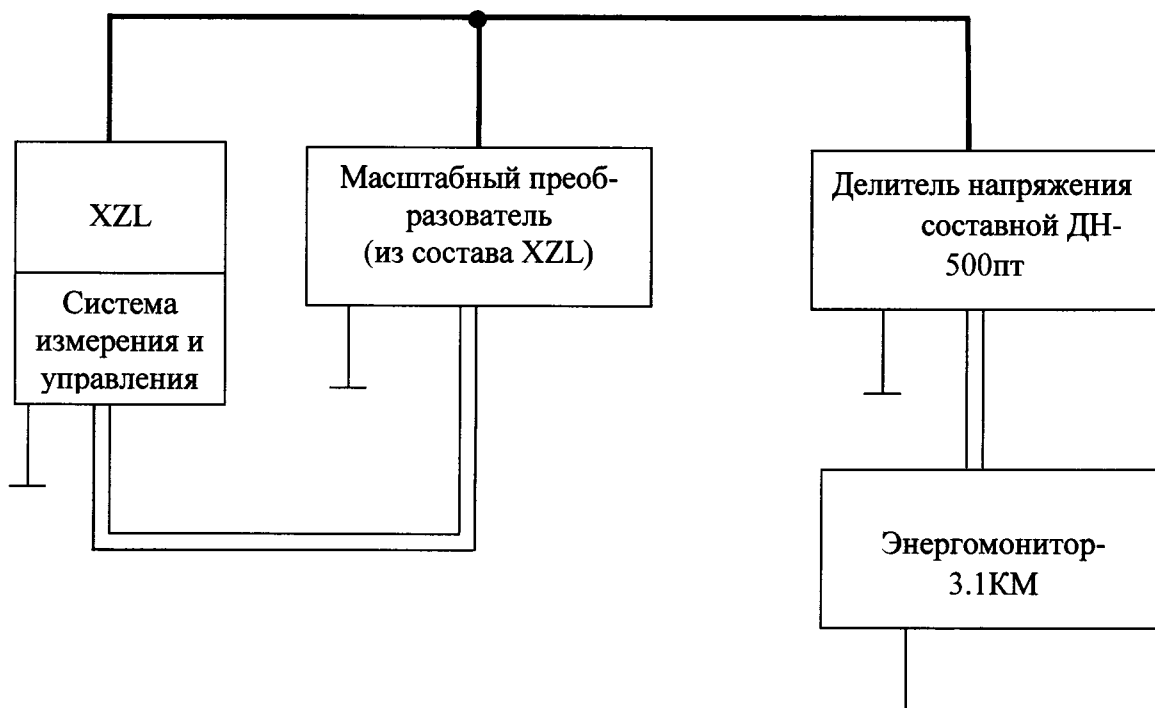 XZL
Система
измерения и
управления
Масштабный преоб-
разователь
(из состава XZL)
Делитель напряжения
составной ДН-
500пт
Энергомонитор-
3.1КМ